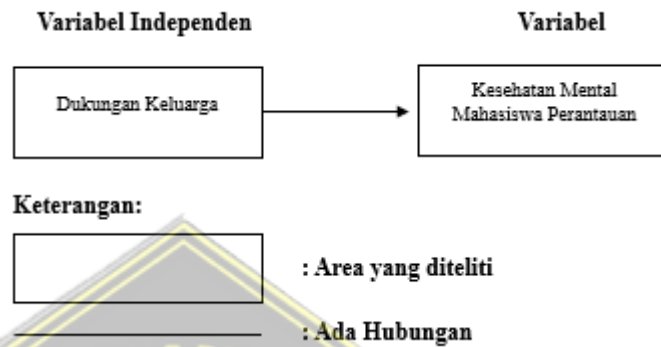 Variabel Independen
Variabel
Dukungan Keluarga
Kesehatan Mental
Mahasiswa Perantauan
Keterangan:
: Area yang diteliti
: Ada Hubungan